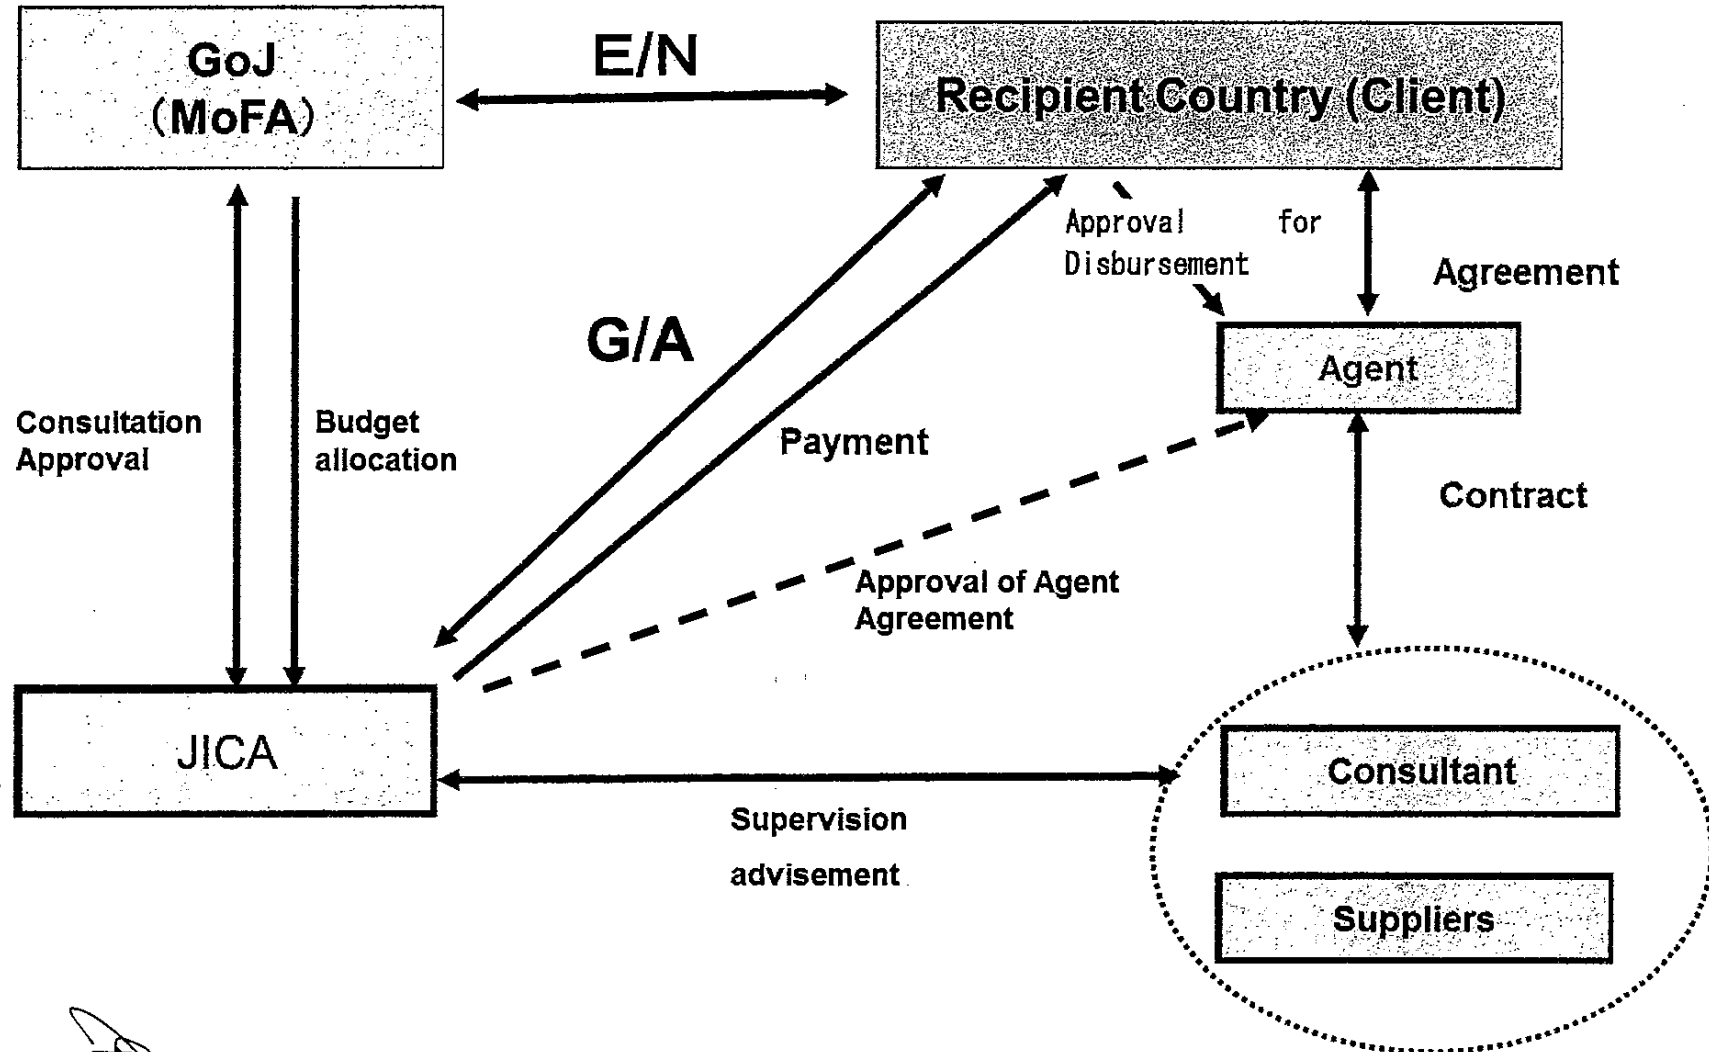 GoJ
（MoFA）
E/N
Recipient Country (Client)
Approval for
Disbursement
Agreement
G/A
Agent
Consultation
Approval
Budget
allocation
Payment
Contract
Approval of Agent
Agreement
JICA
Consultant
Supervision
advisement
Suppliers